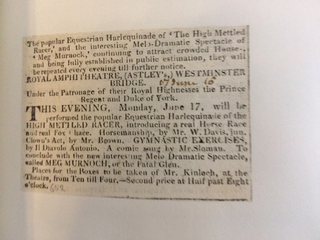 The popular Equestrian Harlequinade of 'The High Mettled
Racer,' and the interesting Melo-Dramatic Spectacle of
'Meg Murnock,' continuing to attract crowded Houses,
and being fully established in public estimation, they will
be repeated every evening till further notice.
ROYAL AMPHITHEATRE, (ASTLEY's,) WESTMINSTER
BRIDGE.
Under the Patronage of their Royal Highnesses the Prince
Regent and Duke of York.
THIS EVENING, Monday, June 17, will be
performed the popular Equestrian Harlequinade of the
HIGH METTLED RACER, introducing a real Horse Race
and real Fox Chace. Horsemanship, by Mr. W. Davis, jun.
Clown's Act, by Mr. Brown. GYMNASTIC EXERCISES,
by Il Diavolo Antonio. A comic song by Mr. Sloman. To
conclude with the new interesting Melo Dramatic Spectacle,
called MEG MURNOCH, or the Fatal Glen.
Places for the Boxes to be taken of Mr. Kinloch, at the
Theatre, from Ten till Four.—Second price at Half past Eight
o'clock.